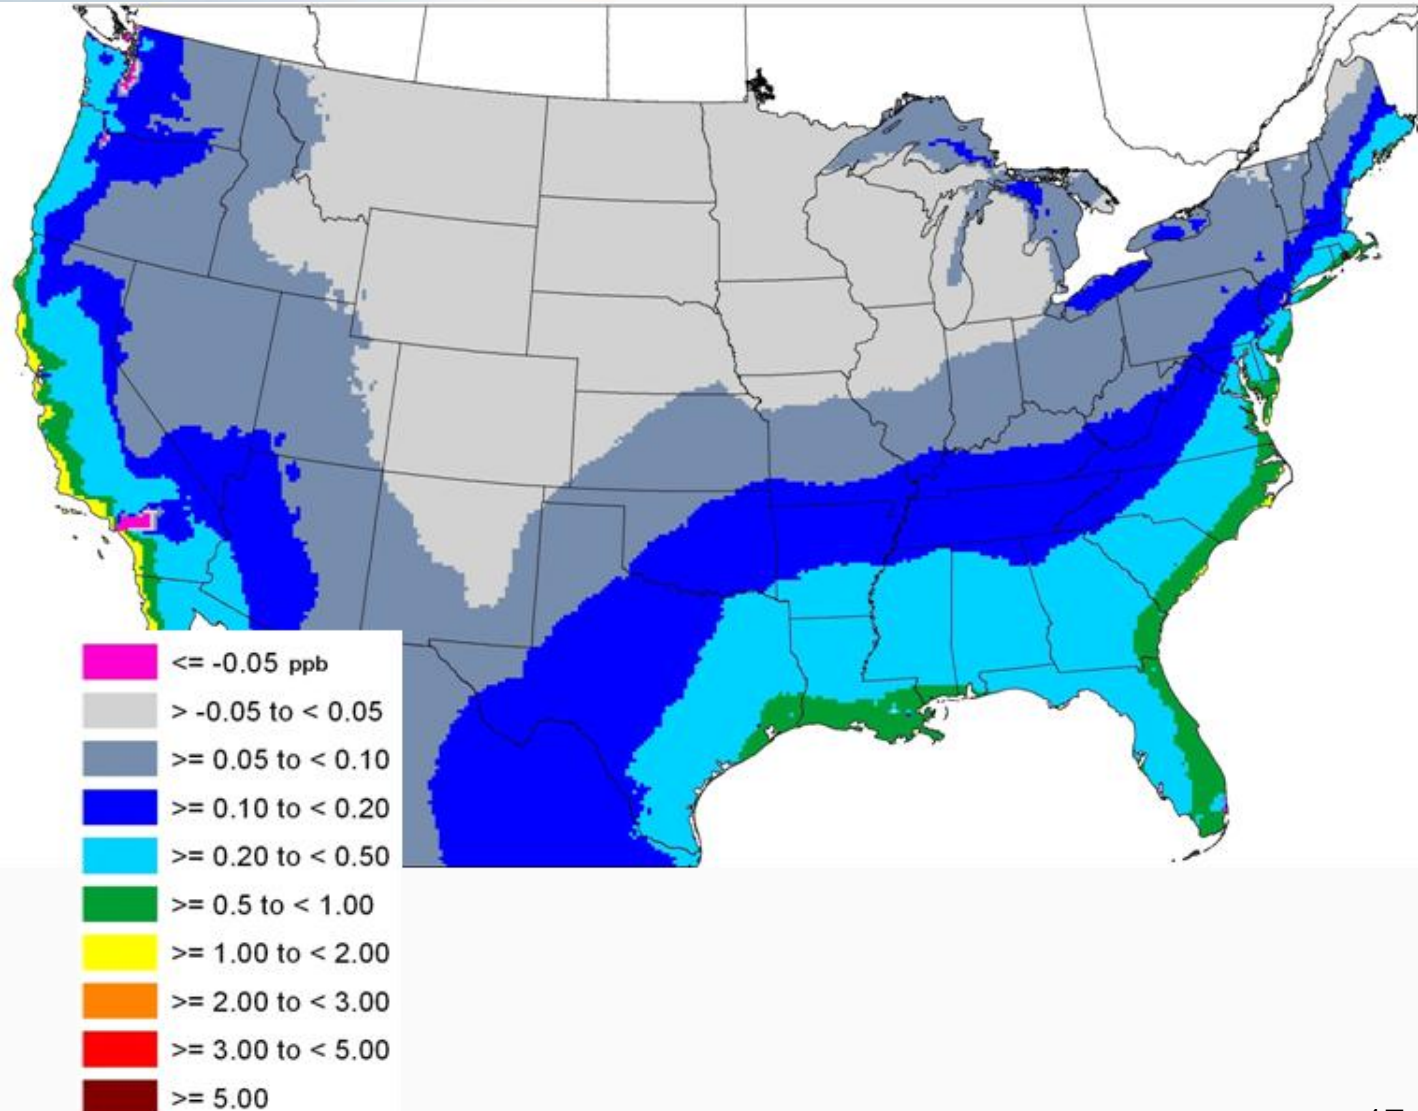 <= -0.05 ppb
> -0.05 to < 0.05
>= 0.05 to < 0.10
>= 0.10 to < 0.20
>= 0.20 to < 0.50
>= 0.5 to < 1.00
>= 1.00 to < 2.00
>= 2.00 to < 3.00
>= 3.00 to < 5.00
>= 5.00